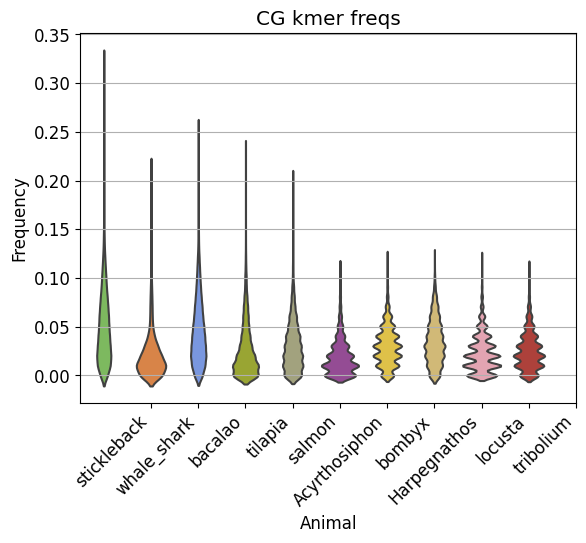 CG kmer freqs
Frequency
0.35
0.30
0.25
0.20
0.15
0.10
0.05
0.00
stickleback
whale_shark
bacalao
tilapia
salmon
Acyrthosiphon
bombyx
Harpegnathos
locusta
tribolium
Animal